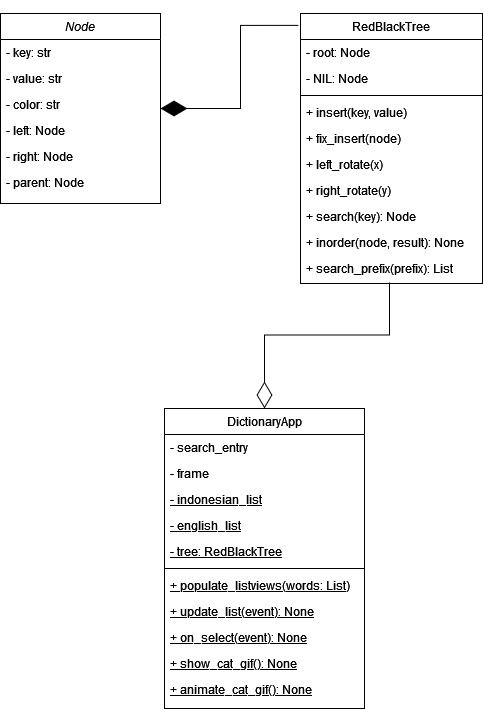 Node
- key: str
- value: str
- color: str
- left: Node
- right: Node
- parent: Node
RedBlackTree
- root: Node
- NIL: Node
+ insert(key, value)
+ fix_insert(node)
+ left_rotate(x)
+ right_rotate(y)
+ search(key): Node
+ inorder(node, result): None
+ search_prefix(prefix): List
DictionaryApp
- search_entry
- frame
- indonesian_list
- english_list
- tree: RedBlackTree
+ populate_listviews(words: List)
+ update_list(event): None
+ on_select(event): None
+ show_cat_gif(): None
+ animate_cat_gif(): None